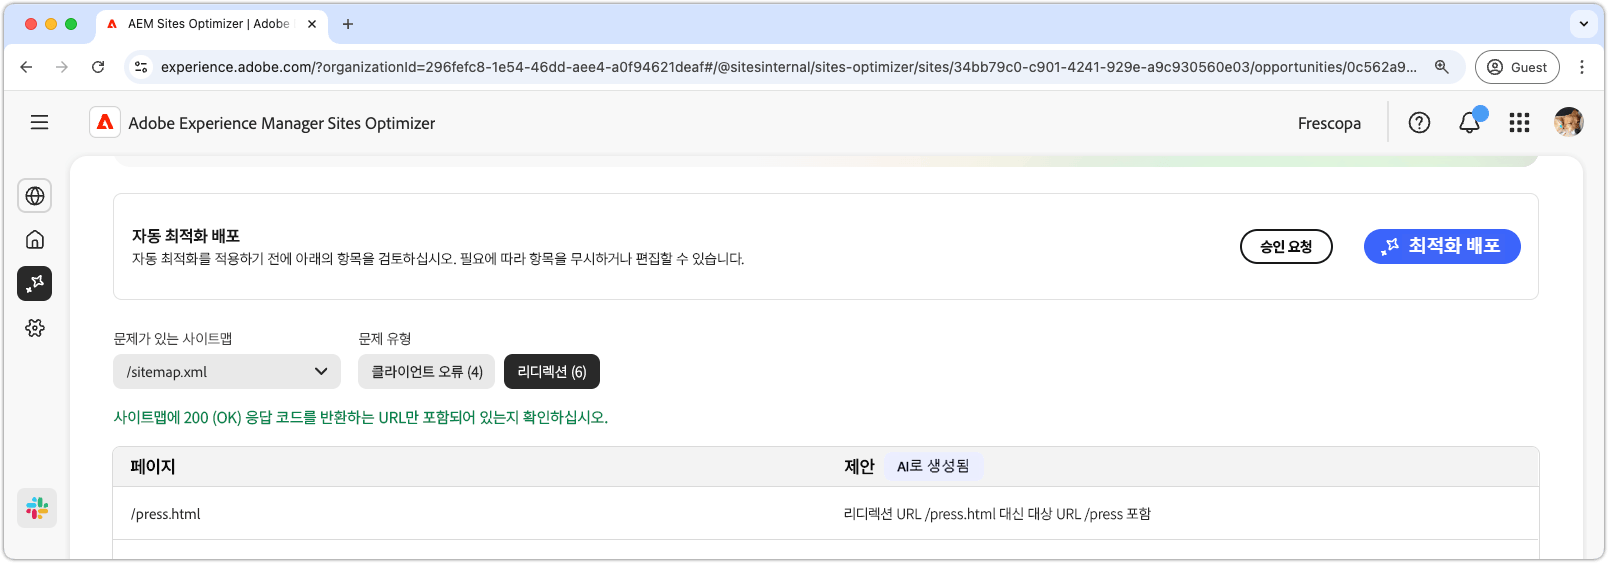 AEM Sites Optimizer | Adobe
experience.adobe.com/?organizationId=296fefc8-1e54-46dd-aee4-a0f94621deaf#/@sitesinternal/sites-optimizer/sites/34bb79c0-c901-4241-929e-a9c930560e03/opportunities/0c562a9...
Guest
Adobe Experience Manager Sites Optimizer
Frescopa
자동 최적화 배포
자동 최적화를 적용하기 전에 아래의 항목을 검토하십시오. 필요에 따라 항목을 무시하거나 편집할 수 있습니다.
승인 요청
최적화 배포
문제가 있는 사이트맵
문제 유형
/sitemap.xml
클라이언트 오류 (4)
리디렉션 (6)
사이트맵에 200 (OK) 응답 코드를 반환하는 URL만 포함되어 있는지 확인하십시오.
페이지
제안
AI로 생성됨
/press.html
리디렉션 URL /press.html 대신 대상 URL /press 포함